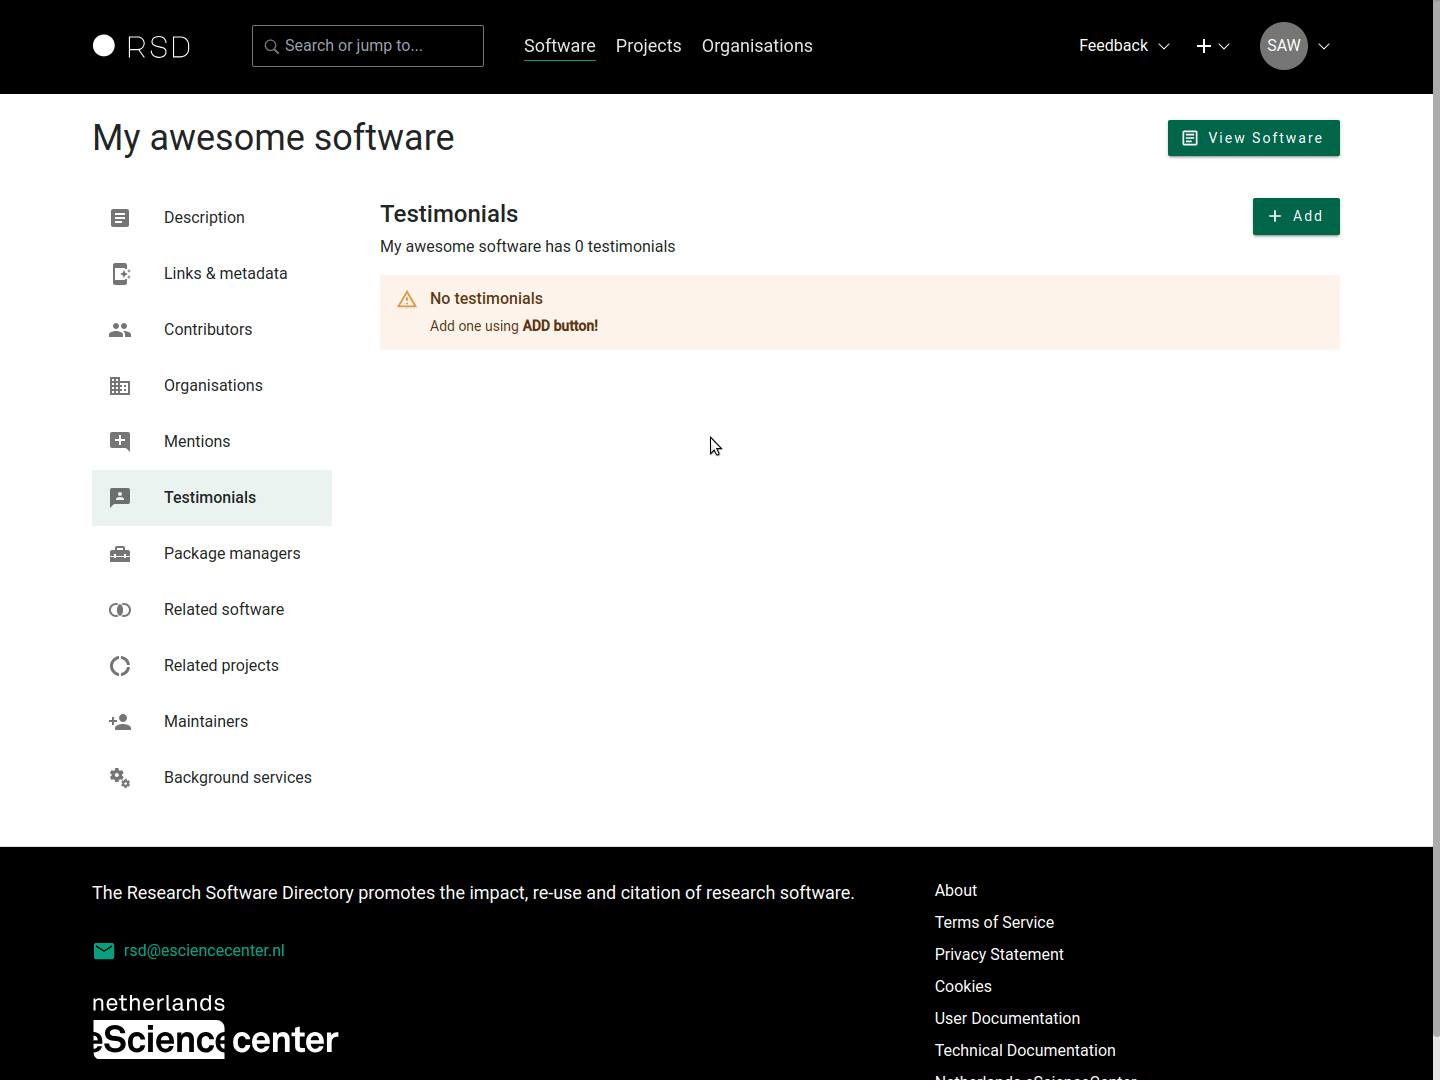 RSD
Search or jump to...
Software
Projects
Organisations
Feedback
SAW
My awesome software
View Software
Description
Links & metadata
Contributors
Organisations
Mentions
Testimonials
Package managers
Related software
Related projects
Maintainers
Background services
Testimonials
Add
My awesome software has 0 testimonials
No testimonials
Add one using ADD button!
The Research Software Directory promotes the impact, re-use and citation of research software.
rsd@esciencecenter.nl
netherlands
eScience center
About
Terms of Service
Privacy Statement
Cookies
User Documentation
Technical Documentation
Netherlands eScienceCenter